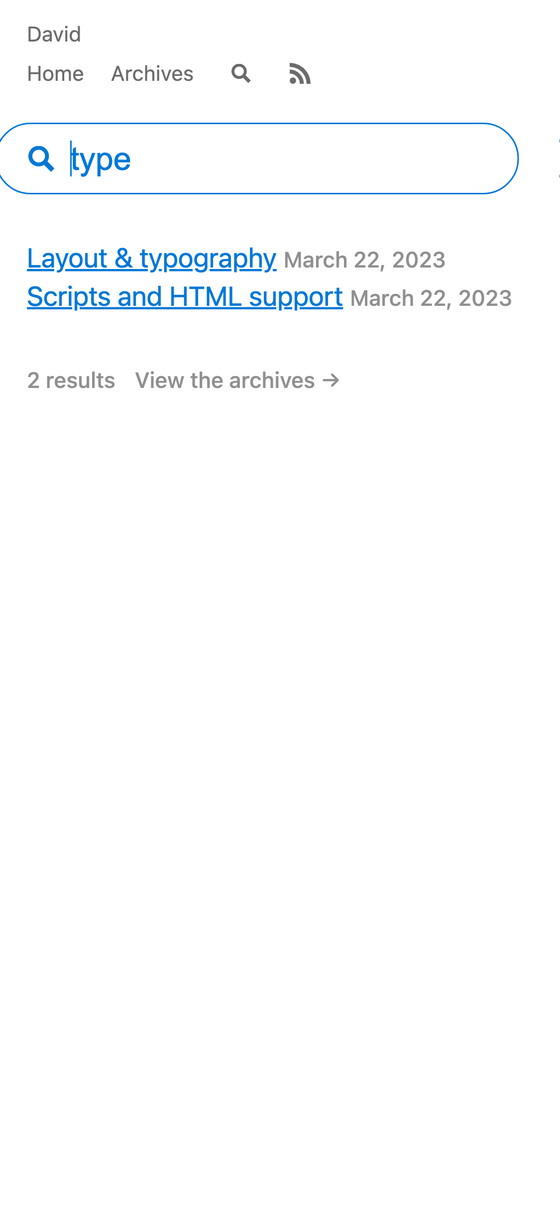 David
Home Archives
type
Layout & typography March 22, 2023
Scripts and HTML support March 22, 2023
2 results View the archives →